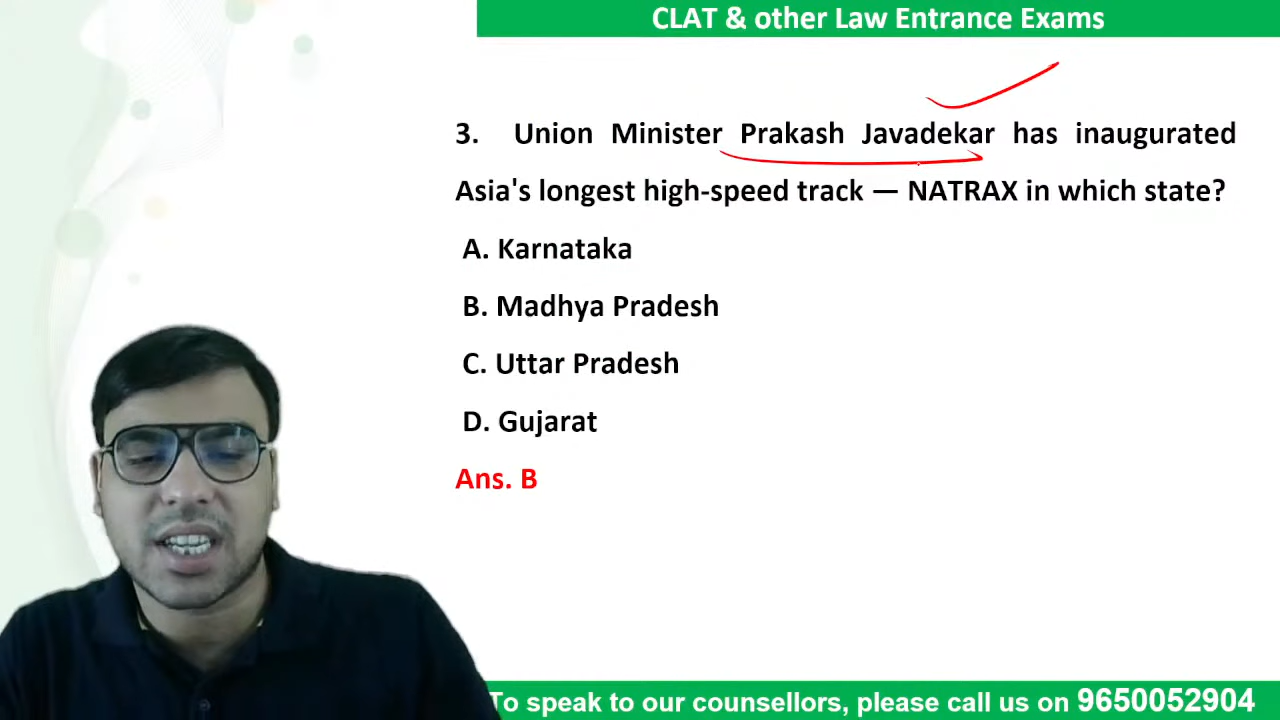 CLAT & other Law Entrance Exams
3. Union Minister Prakash Javadekar has inaugurated
Asia's longest high-speed track — NATRAX in which state?
A. Karnataka
B. Madhya Pradesh
C. Uttar Pradesh
D. Gujarat
Ans. B
To speak to our counsellors, please call us on 9650052904